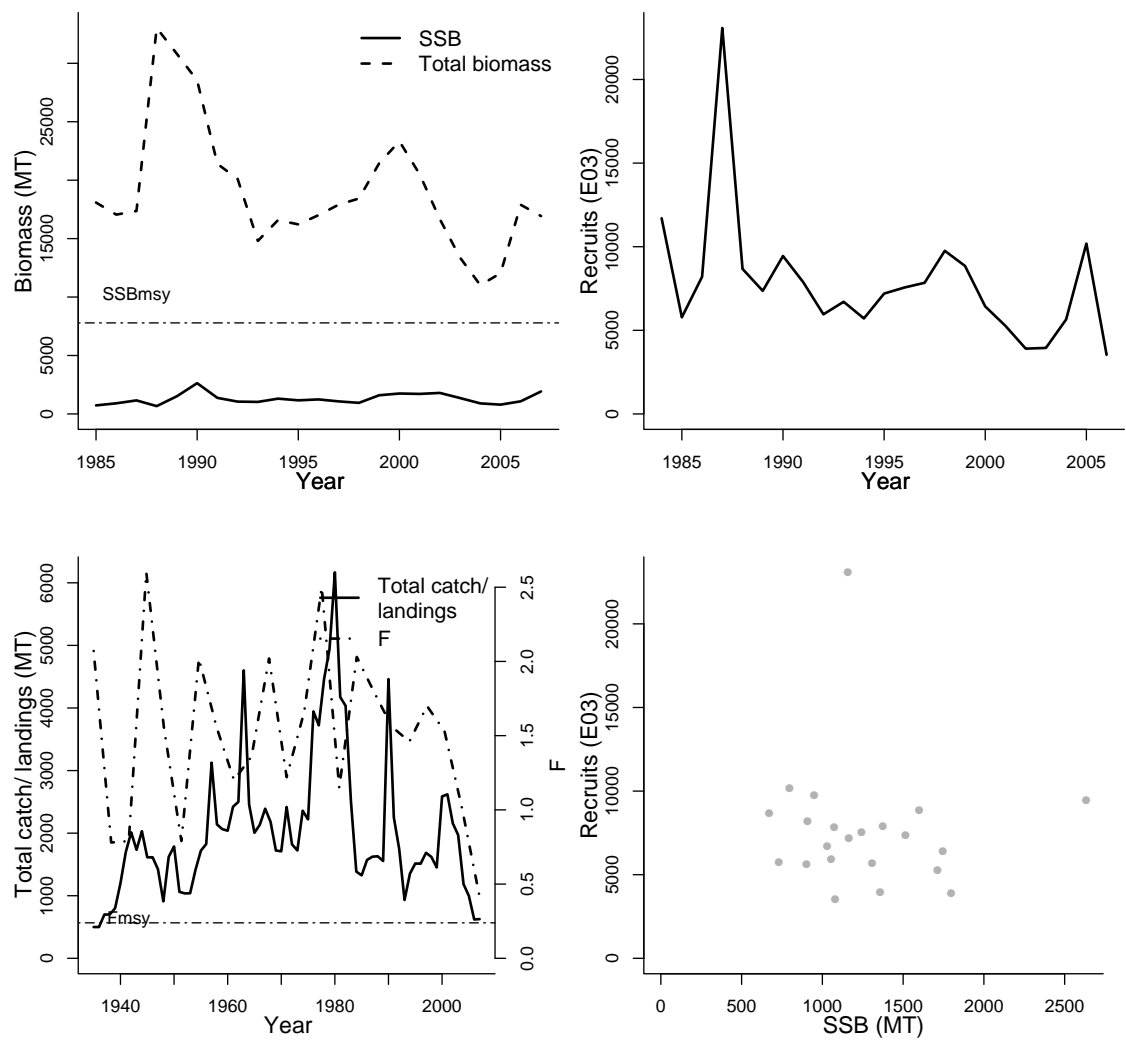 SSB
Total biomass
SSBmsy
Biomass (MT)
0
5000
15000
25000
1985
1990
1995
2000
2005
Year
Recruits (E03)
0
5000
10000
15000
20000
1985
1990
1995
2000
2005
Year
Total catch/
landings
F
Fmsy
Total catch/ landings (MT)
0
1000
2000
3000
4000
5000
6000
F
0.0
0.5
1.0
1.5
2.0
2.5
1940
1960
1980
2000
Year
Recruits (E03)
0
5000
10000
15000
20000
0
500
1000
1500
2000
2500
SSB (MT)